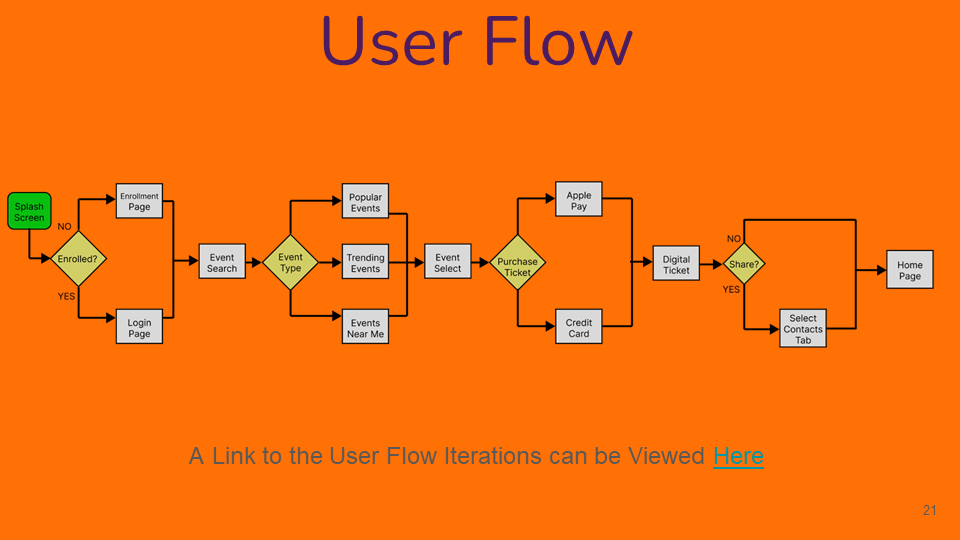 User Flow
Splash
Screen
Enrolled?
NO
YES
Enrollment
Page
Login
Page
Event
Search
Event
Type
Popular
Events
Trending
Events
Events
Near Me
Event
Select
Purchase
Ticket
Apple
Pay
Credit
Card
Digital
Ticket
Share?
NO
YES
Select
Contacts
Tab
Home
Page
A Link to the User Flow Iterations can be Viewed Here
21